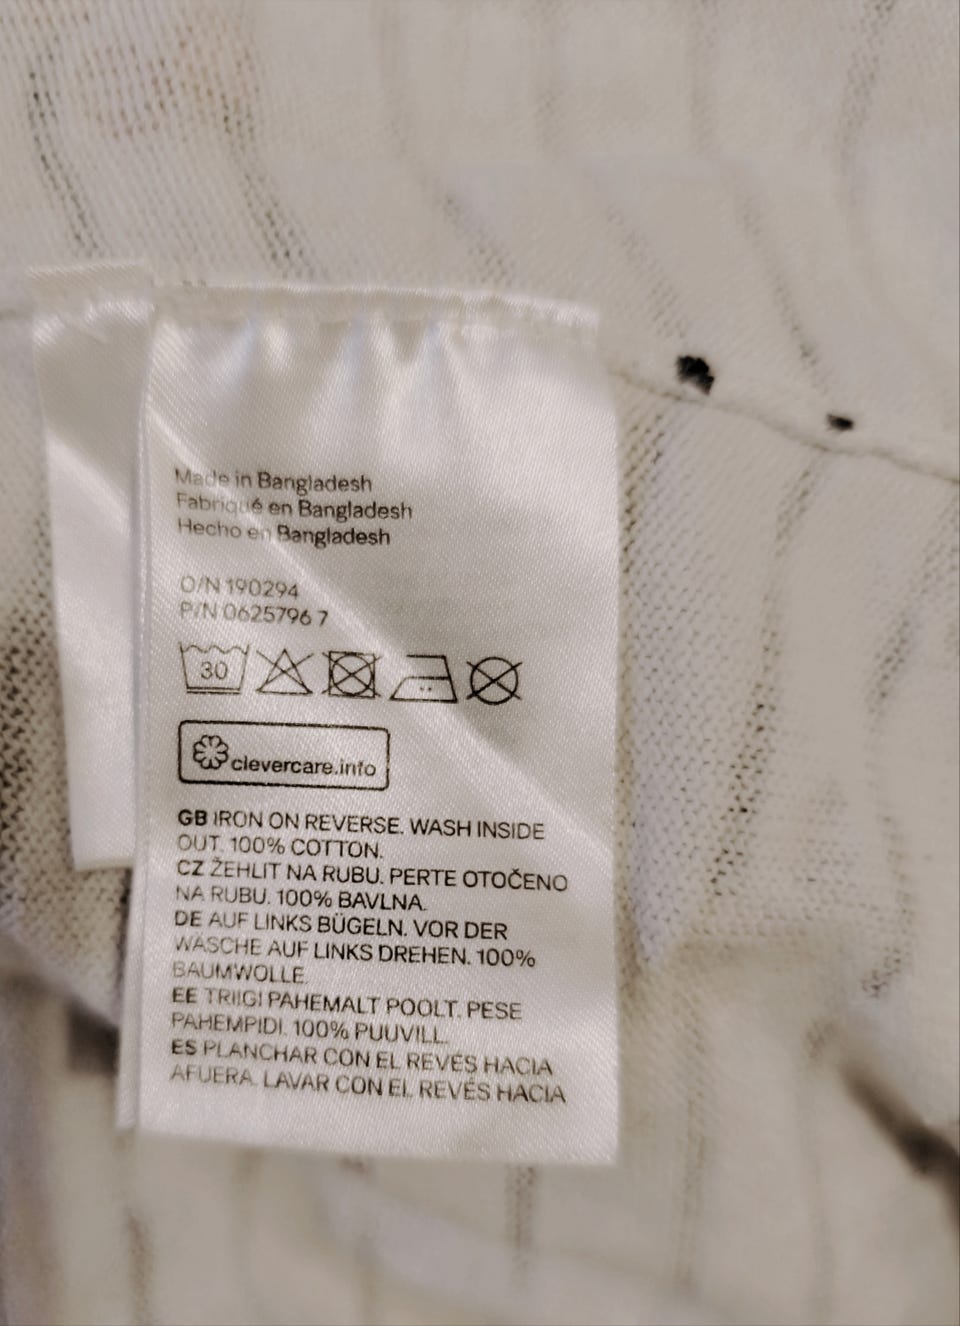 Made in Bangladesh
Fabriqué en Bangladesh
Hecho en Bangladesh
O/N 190294
P/N 0625796 7
30
clevercare.info
GB IRON ON REVERSE. WASH INSIDE
OUT. 100% COTTON.
CZ ŽEHLIT NA RUBU. PERTE OTOČENO
NA RUBU. 100% BAVLNA.
DE AUF LINKS BÜGELN. VOR DER
WÄSCHE AUF LINKS DREHEN. 100%
BAUMWOLLE.
EE TRIIGI PAHEMALT POOLT. PESE
PAHEMPIDI. 100% PUUVILL.
ES PLANCHAR CON EL REVÉS HACIA
AFUERA. LAVAR CON EL REVÉS HACIA